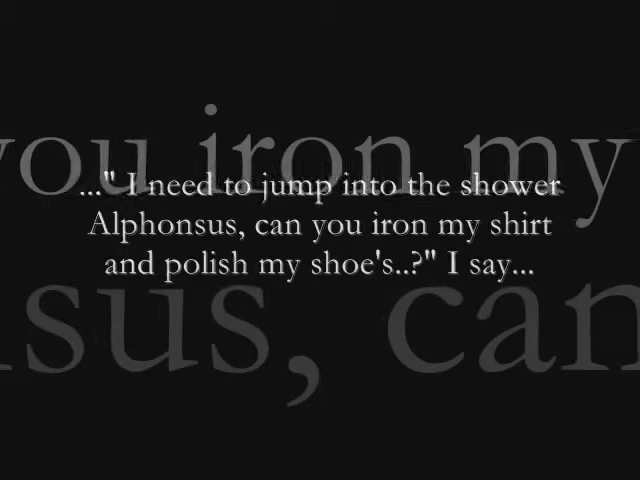 you iron my
..." I need to jump into the shower
Alphonsus, can you iron my shirt
and polish my shoe's..?" I say...
sus, can